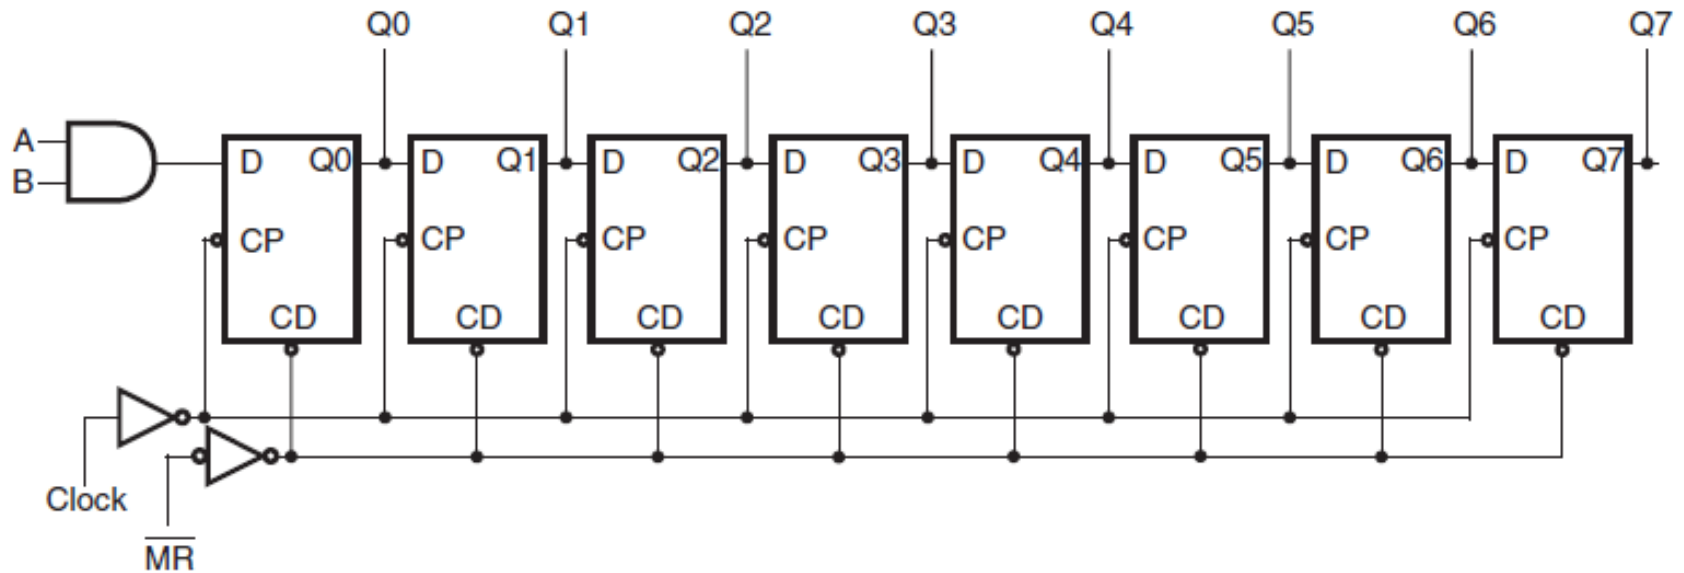 Q0 Q1 Q2 Q3 Q4 Q5 Q6 Q7
A
B
D Q0 D Q1 D Q2 D Q3 D Q4 D Q5 D Q6 D Q7
CP CP CP CP CP CP CP CP
CD CD CD CD CD CD CD CD
Clock
M̅R̅